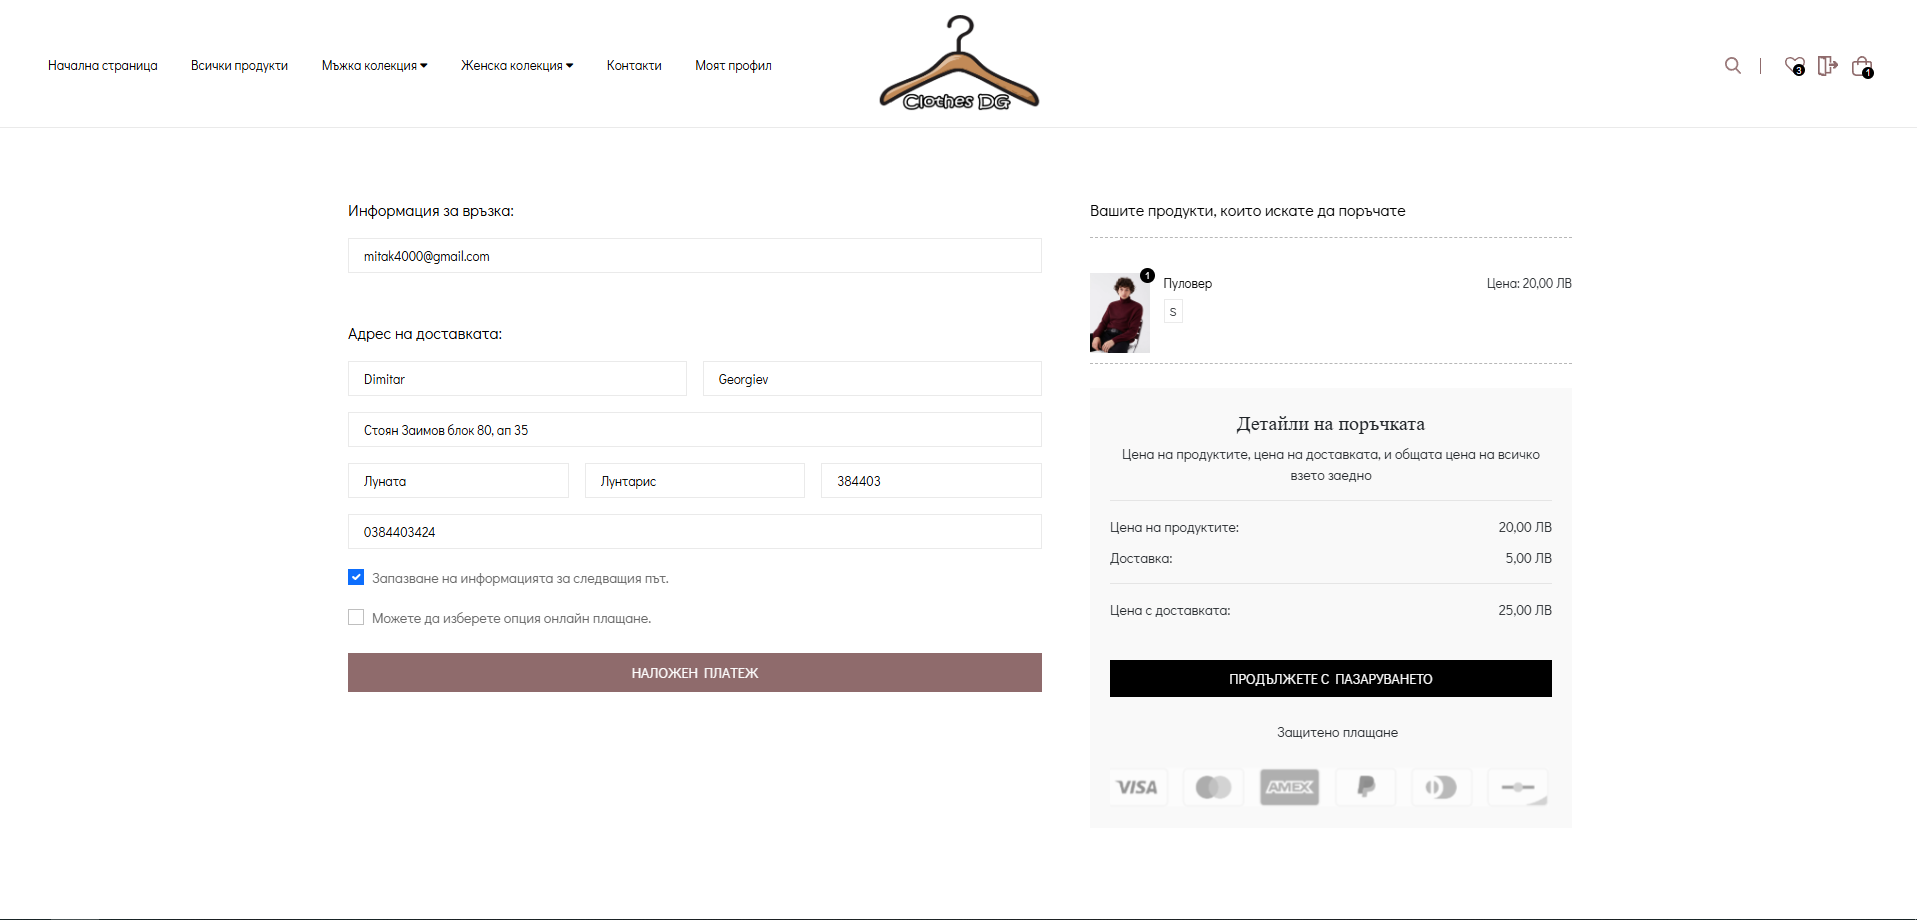 Начална страница
Всички продукти
Мъжка колекция
Женска колекция
Контакти
Моят профил
Clothes DG
3
1
Информация за връзка:
mitak4000@gmail.com
Адрес на доставката:
Dimitar
Georgiev
Стоян Заимов блок 80, ап 35
Луната
Лунтарис
384403
0384403424
Запазване на информацията за следващия път.
Можете да изберете опция онлайн плащане.
НАЛОЖЕН ПЛАТЕЖ
Вашите продукти, които искате да поръчате
1
Пуловер
Цена: 20,00 ЛВ
S
Детайли на поръчката
Цена на продуктите, цена на доставката, и общата цена на всичко
взето заедно
Цена на продуктите:
20,00 ЛВ
Доставка:
5,00 ЛВ
Цена с доставката:
25,00 ЛВ
ПРОДЪЛЖЕТЕ С ПАЗАРУВАНЕТО
Защитено плащане
VISA
AMEX